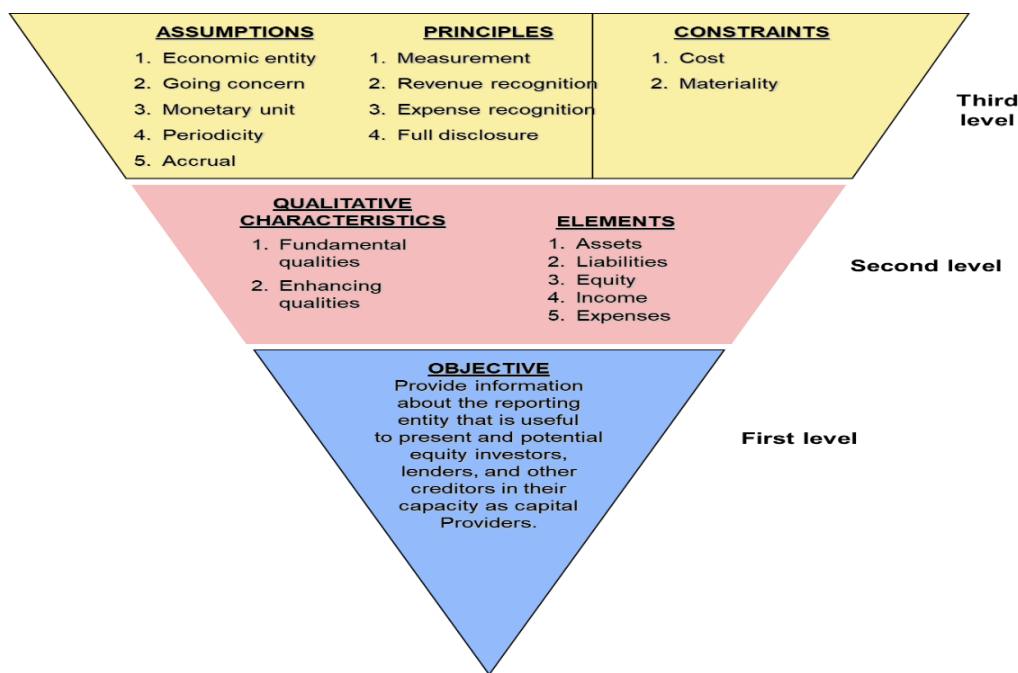 ASSUMPTIONS
1. Economic entity
2. Going concern
3. Monetary unit
4. Periodicity
5. Accrual
PRINCIPLES
1. Measurement
2. Revenue recognition
3. Expense recognition
4. Full disclosure
CONSTRAINTS
1. Cost
2. Materiality
Third
level
QUALITATIVE
CHARACTERISTICS
1. Fundamental
qualities
2. Enhancing
qualities
ELEMENTS
1. Assets
2. Liabilities
3. Equity
4. Income
5. Expenses
Second level
OBJECTIVE
Provide information
about the reporting
entity that is useful
to present and potential
equity investors,
lenders, and other
creditors in their
capacity as capital
Providers.
First level